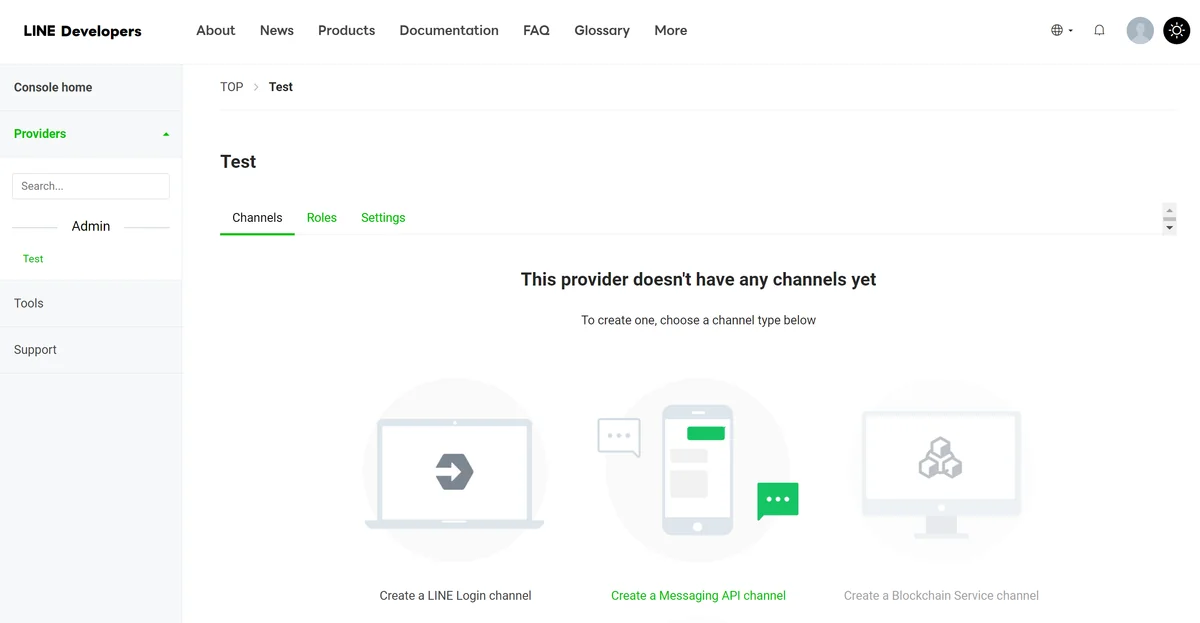 LINE Developers
About News Products Documentation FAQ Glossary More
Console home
Providers
Search...
Admin
Test
Tools
Support
TOP > Test
Test
Channels Roles Settings
This provider doesn't have any channels yet
To create one, choose a channel type below
Create a LINE Login channel
Create a Messaging API channel
Create a Blockchain Service channel